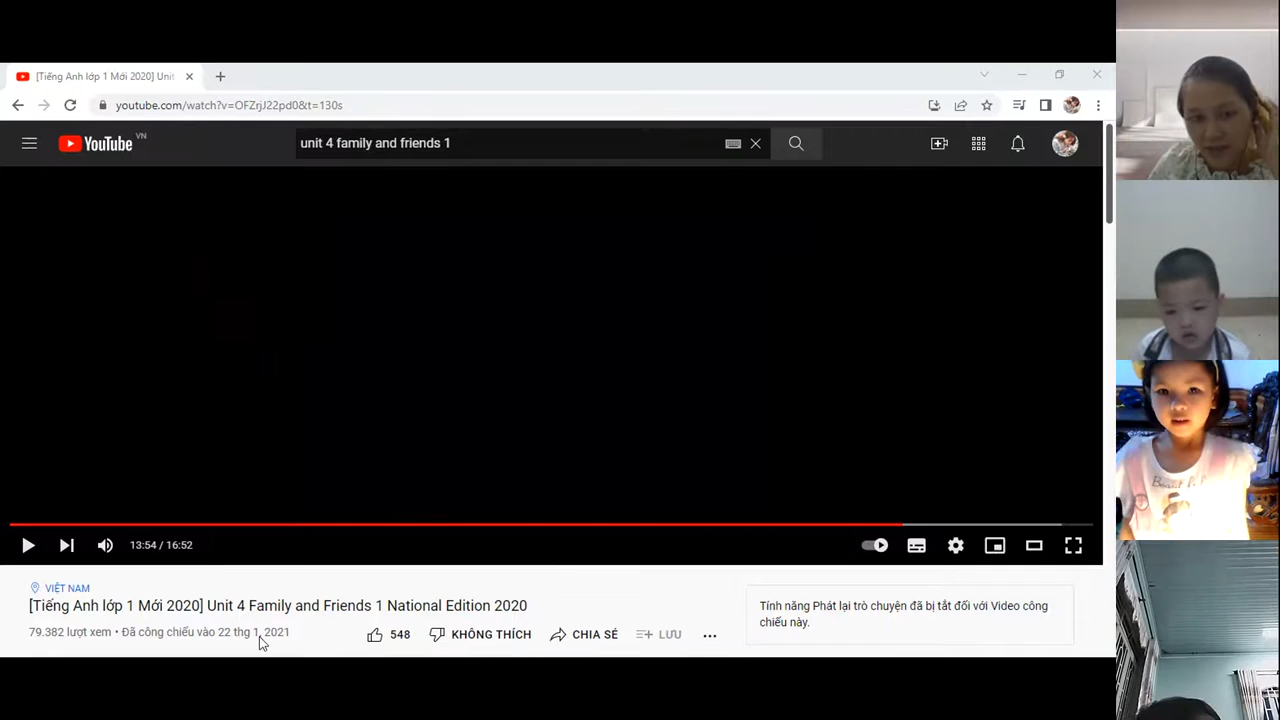 [Tiếng Anh lớp 1 Mới 2020] Unit
youtube.com/watch?v=OFZrjJ22pd0&t=130s
YouTube VN
unit 4 family and friends 1
13:54 / 16:52
VIỆT NAM
[Tiếng Anh lớp 1 Mới 2020] Unit 4 Family and Friends 1 National Edition 2020
79.382 lượt xem • Đã công chiếu vào 22 thg 1, 2021
548 KHÔNG THÍCH CHIA SẺ LƯU
Tính năng Phát lại trò chuyện đã bị tắt đối với Video công
chiếu này.